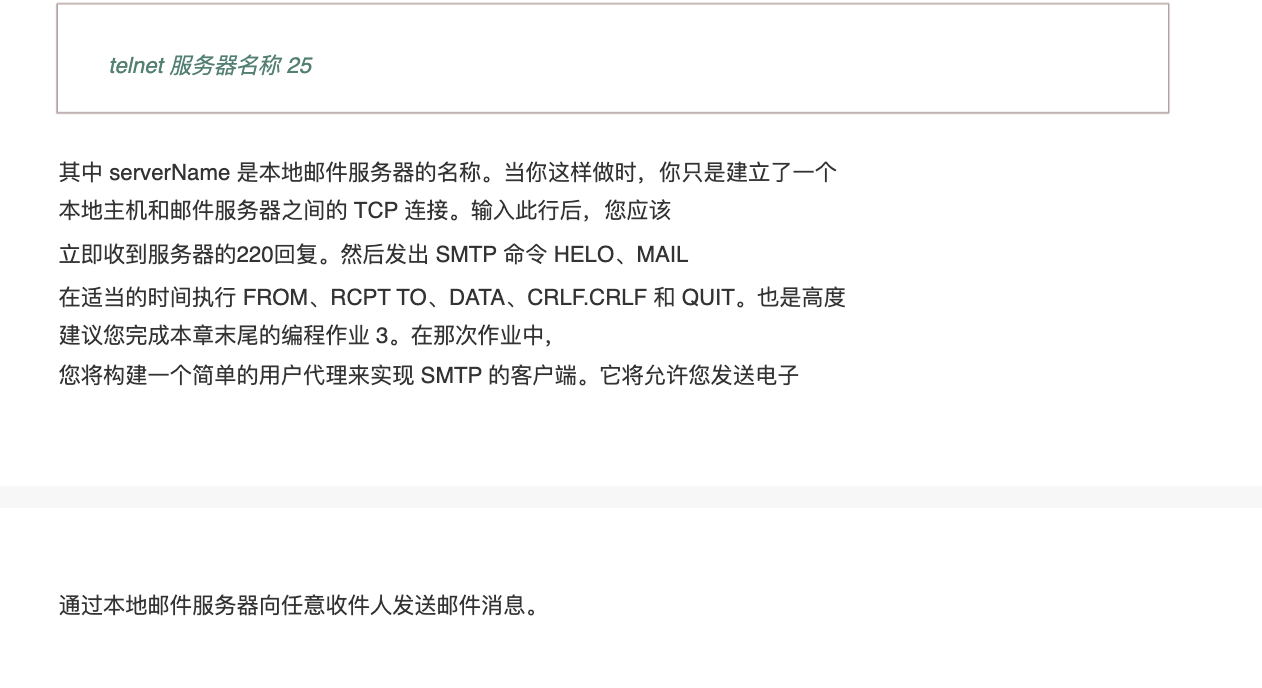 telnet 服务器名称 25
其中 serverName 是本地邮件服务器的名称。当你这样做时，你只是建立了一个
本地主机和邮件服务器之间的 TCP 连接。输入此行后，您应该
立即收到服务器的220回复。然后发出 SMTP 命令 HELO、MAIL
在适当的时间执行 FROM、RCPT TO、DATA、CRLF.CRLF 和 QUIT。也是高度
建议您完成本章末尾的编程作业 3。在那次作业中，
您将构建一个简单的用户代理来实现 SMTP 的客户端。它将允许您发送电子
通过本地邮件服务器向任意收件人发送邮件消息。